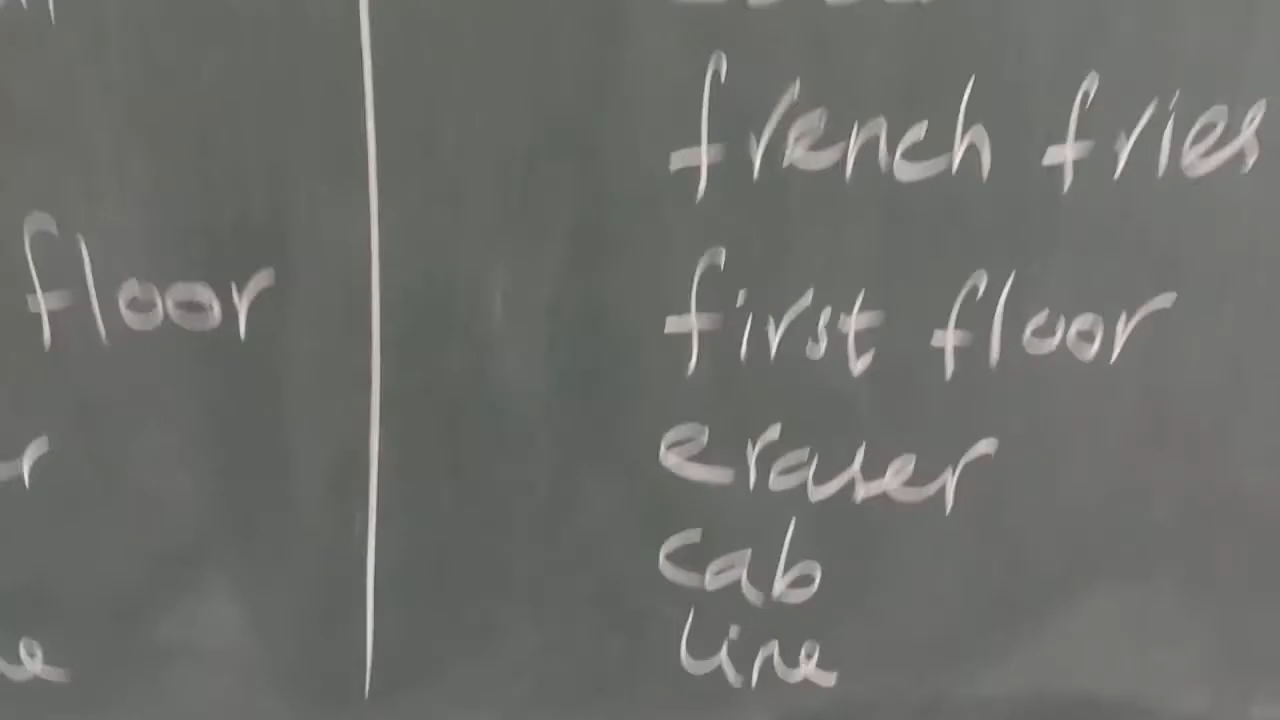 french fries
floor
first floor
eraser
cab
line